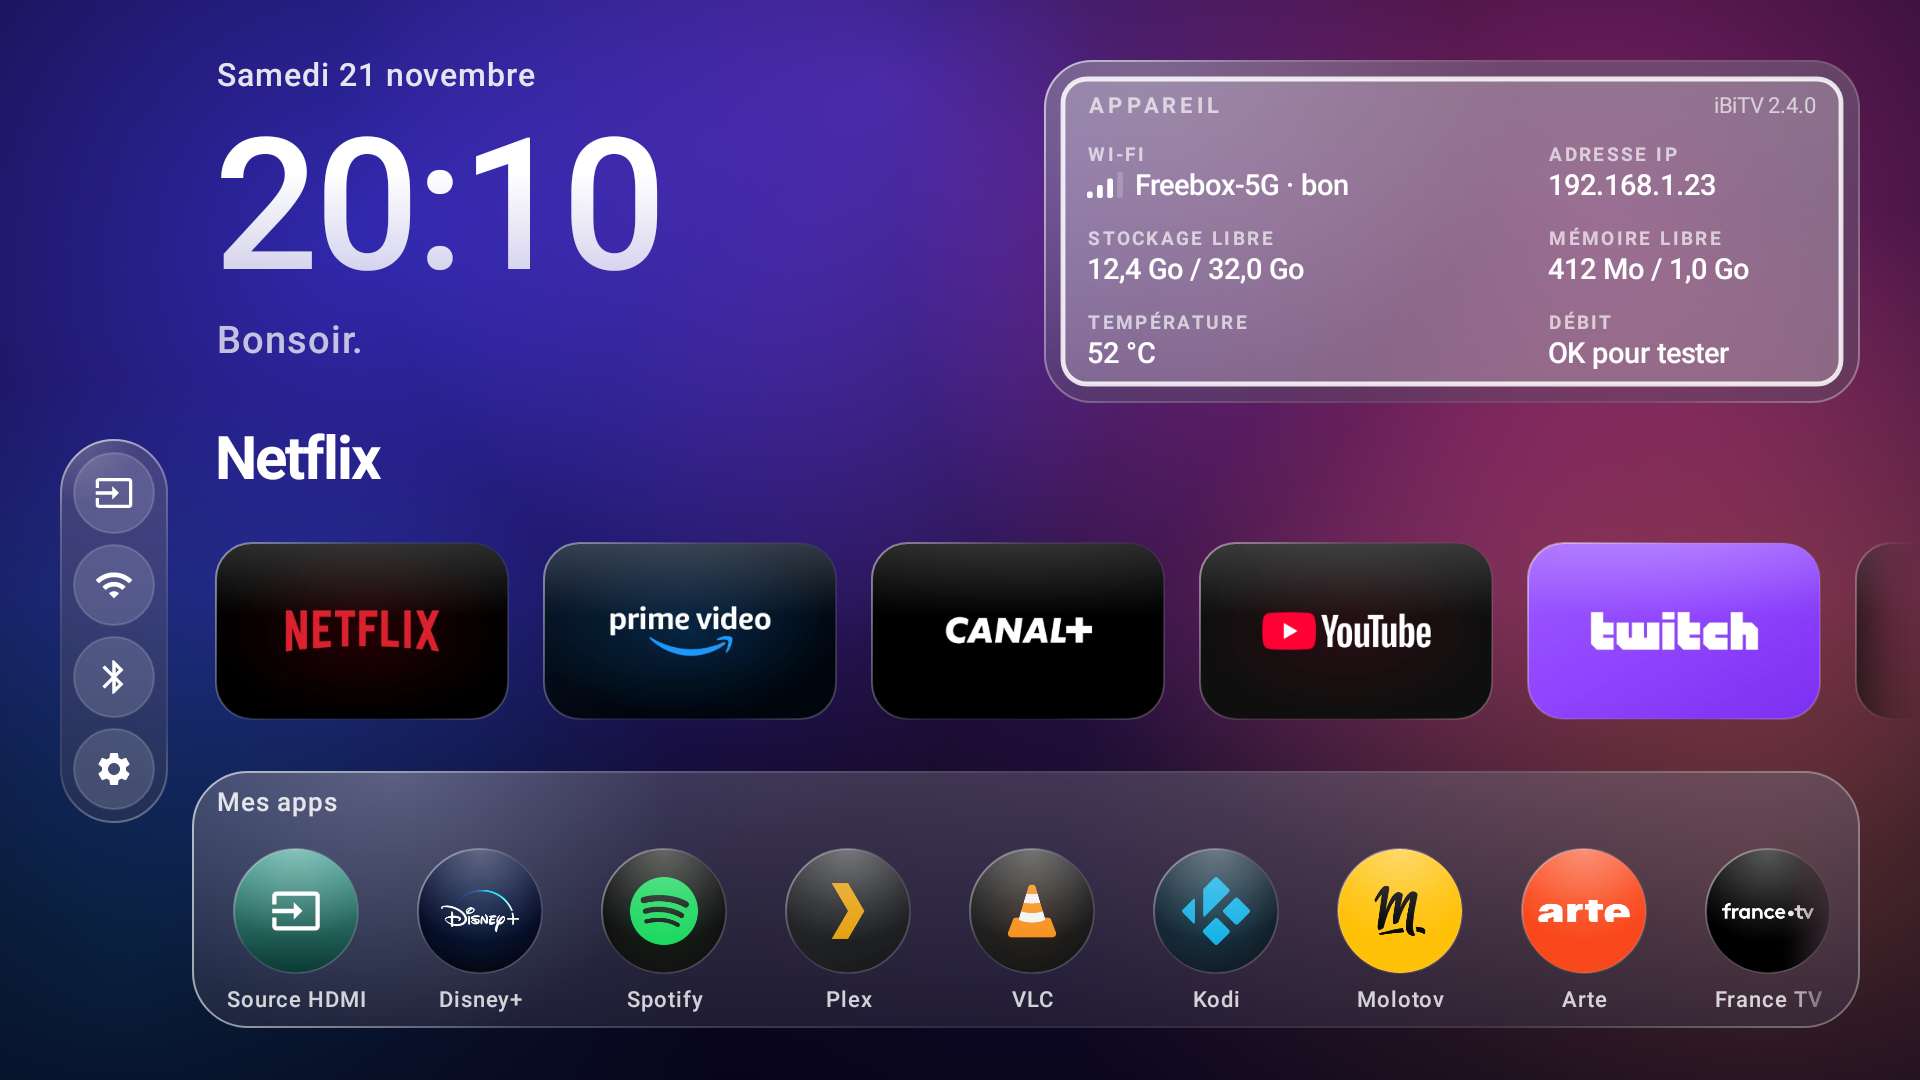 Samedi 21 novembre
20:10
Bonsoir.
APPAREIL
iBiTV 2.4.0
WI-FI
Freebox-5G · bon
ADRESSE IP
192.168.1.23
STOCKAGE LIBRE
12,4 Go / 32,0 Go
MÉMOIRE LIBRE
412 Mo / 1,0 Go
TEMPÉRATURE
52 °C
DÉBIT
OK pour tester
Netflix
NETFLIX
prime video
CANAL+
YouTube
twitch
Mes apps
Disney+
M.
arte
france•tv
Source HDMI
Disney+
Spotify
Plex
VLC
Kodi
Molotov
Arte
France TV